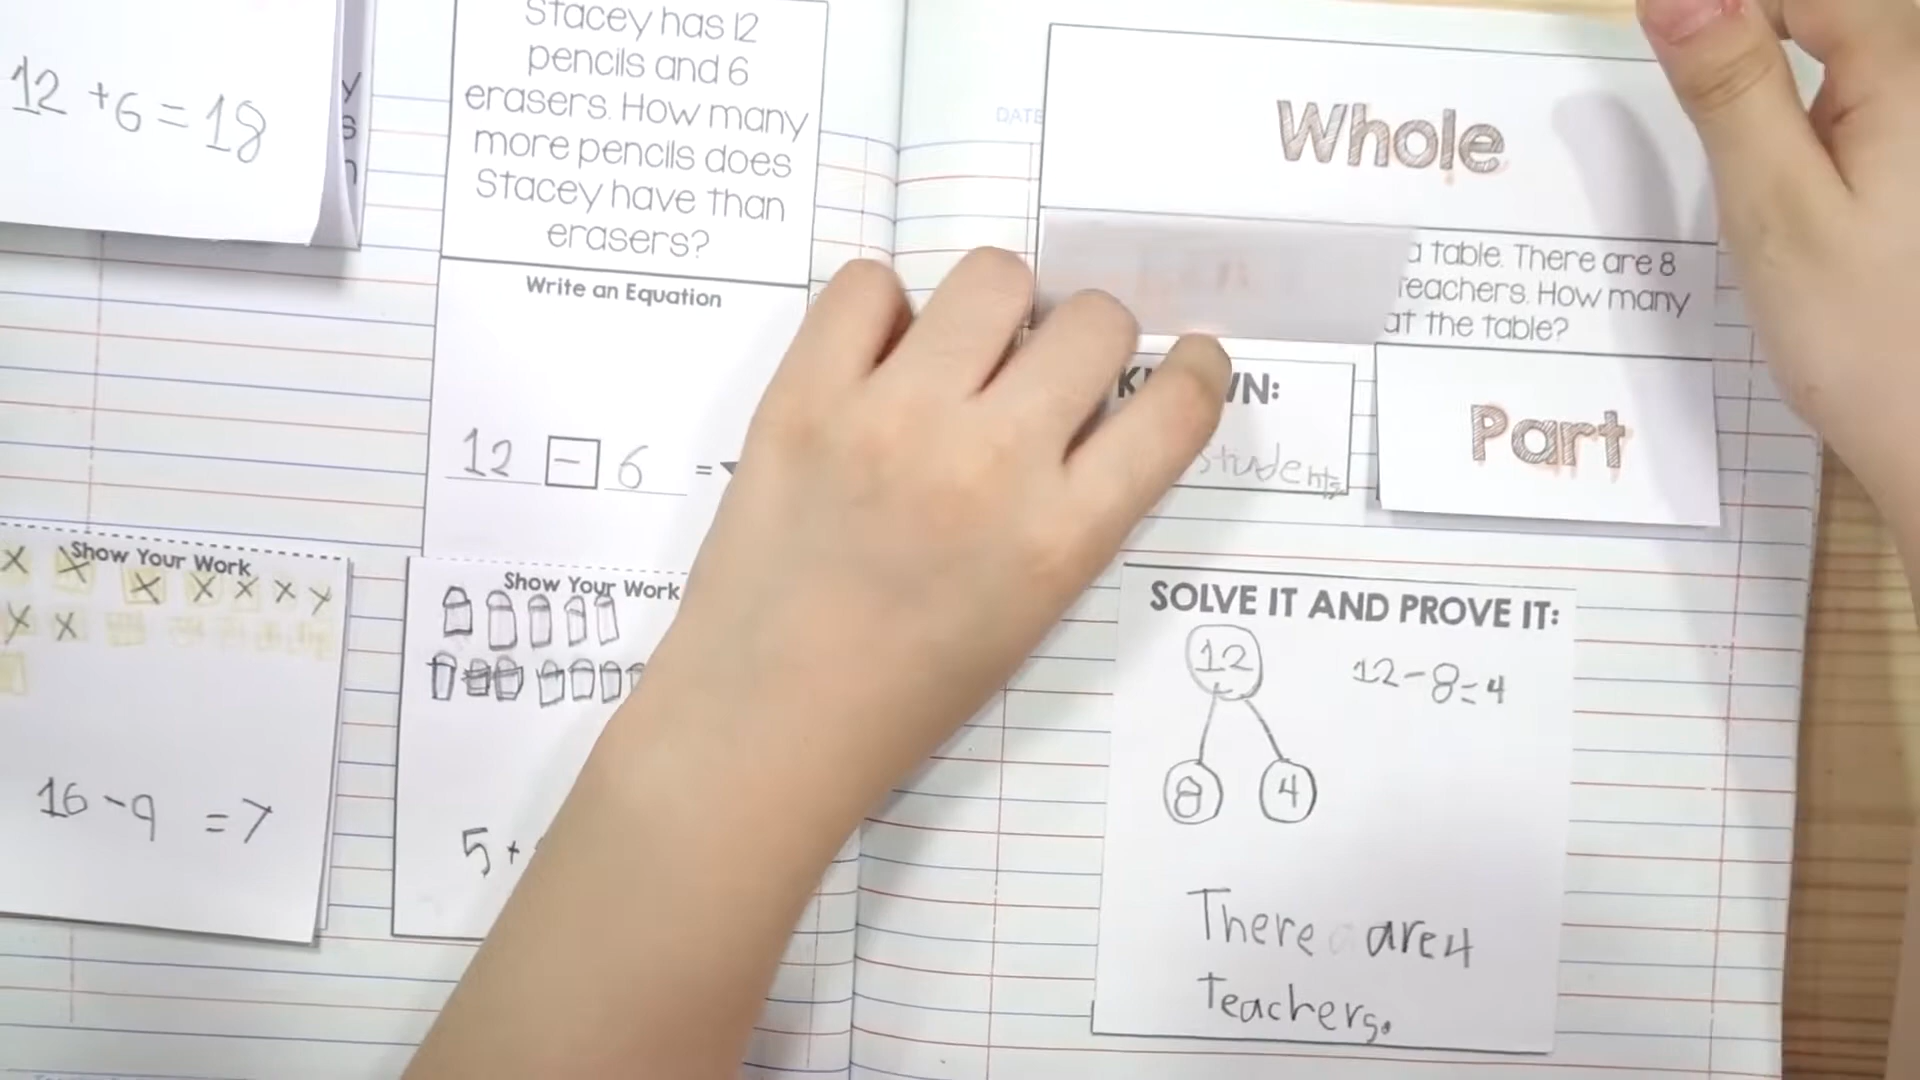 12 + 6 = 18
y
s
Stacey has 12
pencils and 6
erasers. How many
more pencils does
Stacey have than
erasers?
Write an Equation
12 - 6 =
Show Your Work
16 - 9 = 7
Show Your Work
5 +
DATE
Whole
a table. There are 8
teachers. How many
at the table?
students
Part
SOLVE IT AND PROVE IT:
12
12 - 8 = 4
8 4
There are 4
teachers.